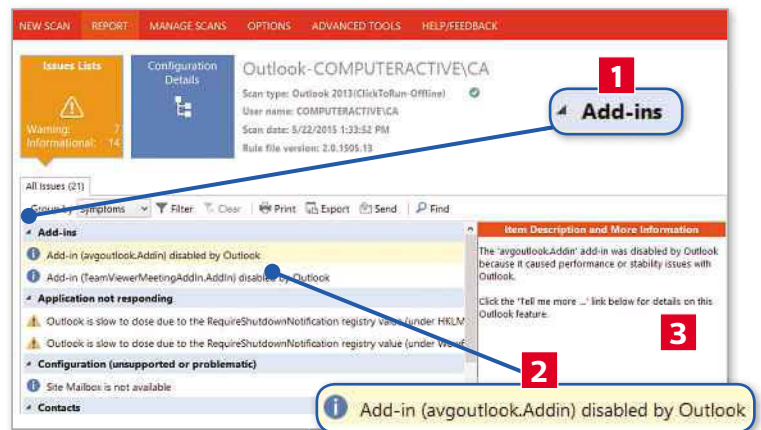 NEW SCAN REPORT MANAGE SCANS OPTIONS ADVANCED TOOLS HELP/FEEDBACK
Issues Lists
Warning: 7
Informational: 14
Configuration
Details
Outlook-COMPUTERACTIVE\CA
Scan type: Outlook 2013(ClickToRun-Offline)
User name: COMPUTERACTIVE\CA
Scan date: 5/22/2015 1:33:52 PM
Rule file version: 2.0.1505.13
1
Add-ins
All Issues (21)
Group by Symptoms Filter Clear Print Export Send Find
Add-ins
Add-in (avgoutlook.Addin) disabled by Outlook
Add-in (TeamViewerMeetingAddIn.AddIn) disabled by Outlook
Application not responding
Outlook is slow to close due to the RequireShutdownNotification registry value (under HKLM
Outlook is slow to close due to the RequireShutdownNotification registry value (under
Configuration (unsupported or problematic)
Site Mailbox is not available
Contacts
Item Description and More Information
The 'avgoutlook.Addin' add-in was disabled by Outlook
because it caused performance or stability issues with
Outlook.
Click the 'Tell me more ...' link below for details on this
Outlook feature.
3
2
Add-in (avgoutlook.Addin) disabled by Outlook